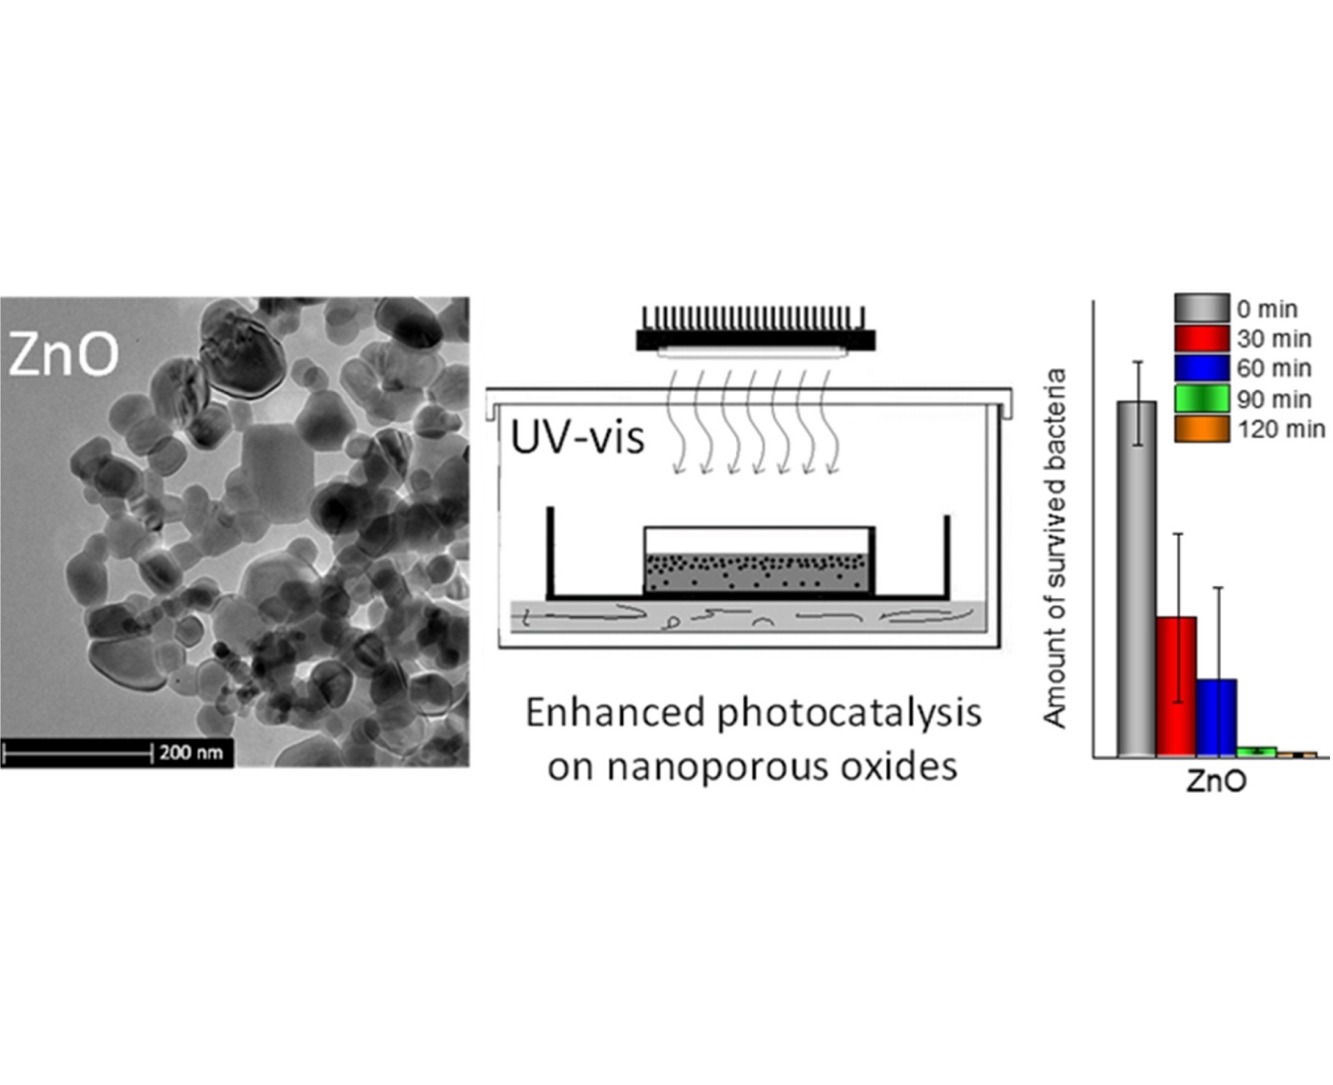 ZnO
200 nm
UV-vis
Enhanced photocatalysis
on nanoporous oxides
Amount of survived bacteria
0 min
30 min
60 min
90 min
120 min
ZnO